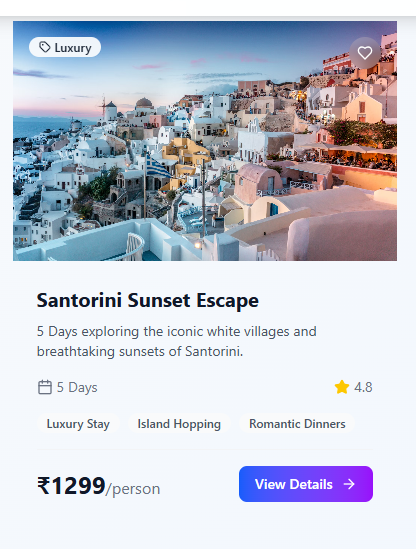 Luxury
Santorini Sunset Escape
5 Days exploring the iconic white villages and
breathtaking sunsets of Santorini.
5 Days 4.8
Luxury Stay Island Hopping Romantic Dinners
₹1299/person View Details →